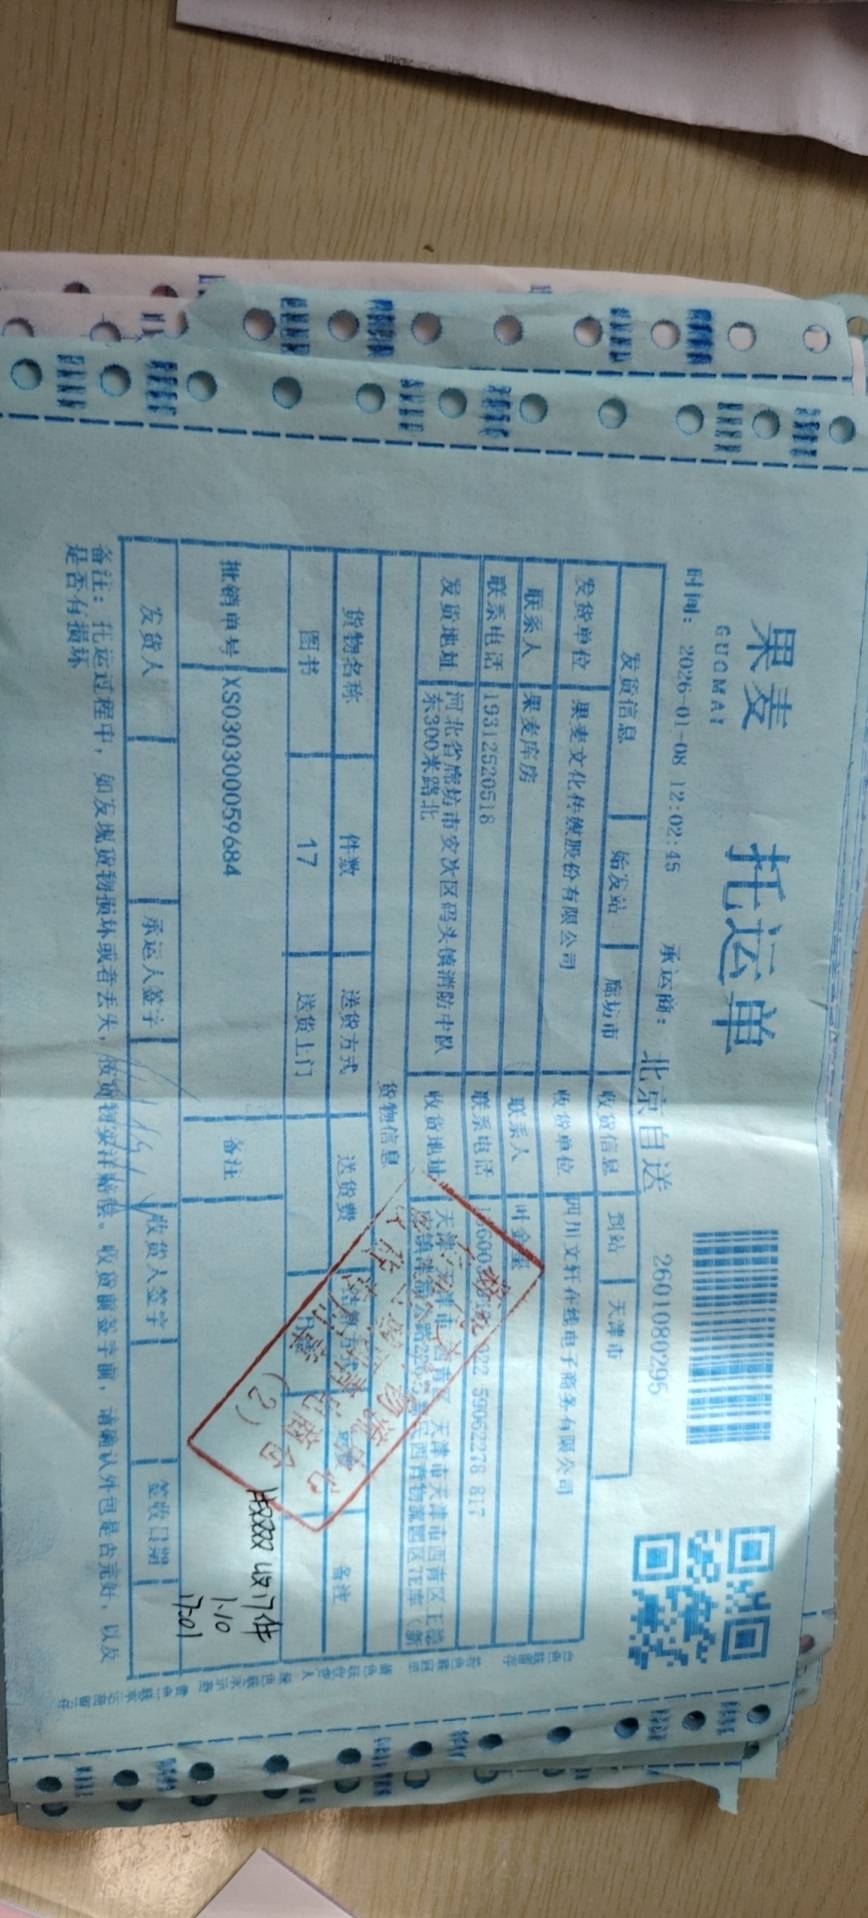 果麦
GUOMAI
托运单
时间: 2026-01-08 12:02:45
承运商: 北京自送
2601080295
发货信息 始发站 廊坊市 收货信息 到站 天津市
发货单位 果麦文化传媒股份有限公司 收货单位 四川文轩在线电子商务有限公司
联系人 果麦库房 联系人
联系电话 19312520518 联系电话 59062278 817
发货地址 河北省廊坊市安次区码头镇消防中队
东300米路北
收货地址
货物信息
货物名称 件数 送货方式 送货费 备注
图书 17 送货上门
批销单号 XS030300059684 备注
(2)
收17件
1.10
17:01
发货人 承运人签字 收货人签字 签收日期
备注: 托运过程中, 如发现货物损坏或者丢失, 按货物实洋赔偿。收货前签字前, 请确认外包是否完好, 以及
是否有损坏